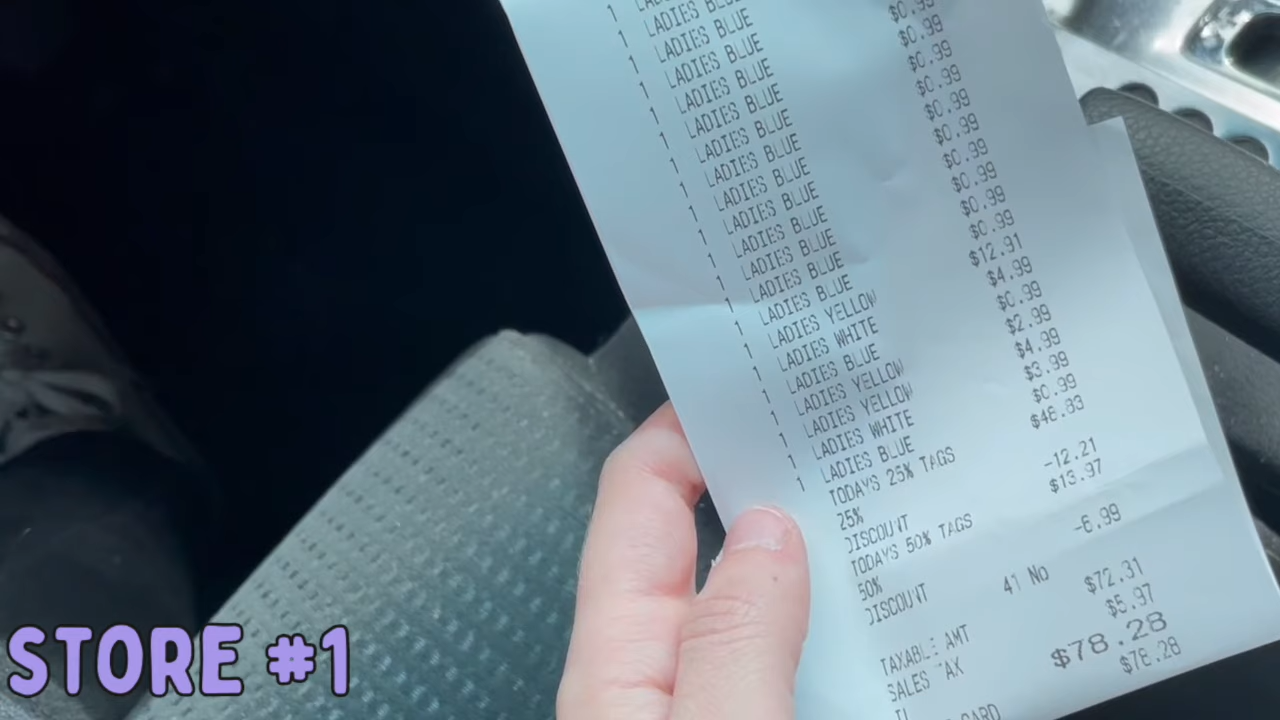 1 LADIES BLUE
1 LADIES BLUE
1 LADIES BLUE $0.99
1 LADIES BLUE $0.99
1 LADIES BLUE $0.99
1 LADIES BLUE $0.99
1 LADIES BLUE $0.99
1 LADIES BLUE $0.99
1 LADIES BLUE $0.99
1 LADIES BLUE $0.99
1 LADIES BLUE $0.99
1 LADIES BLUE $0.99
1 LADIES YELLOW $12.91
1 LADIES WHITE $4.99
1 LADIES BLUE $0.99
1 LADIES YELLOW $2.99
1 LADIES YELLOW $4.99
1 LADIES WHITE $3.99
1 LADIES BLUE $0.99
TODAYS 25% TAGS $48.83
25%
DISCOUNT -12.21
TODAYS 50% TAGS $13.97
50%
DISCOUNT -6.99
41 No
TAXABLE AMT $72.31
SALES TAX $5.97
$78.28
CARD $78.28
STORE #1